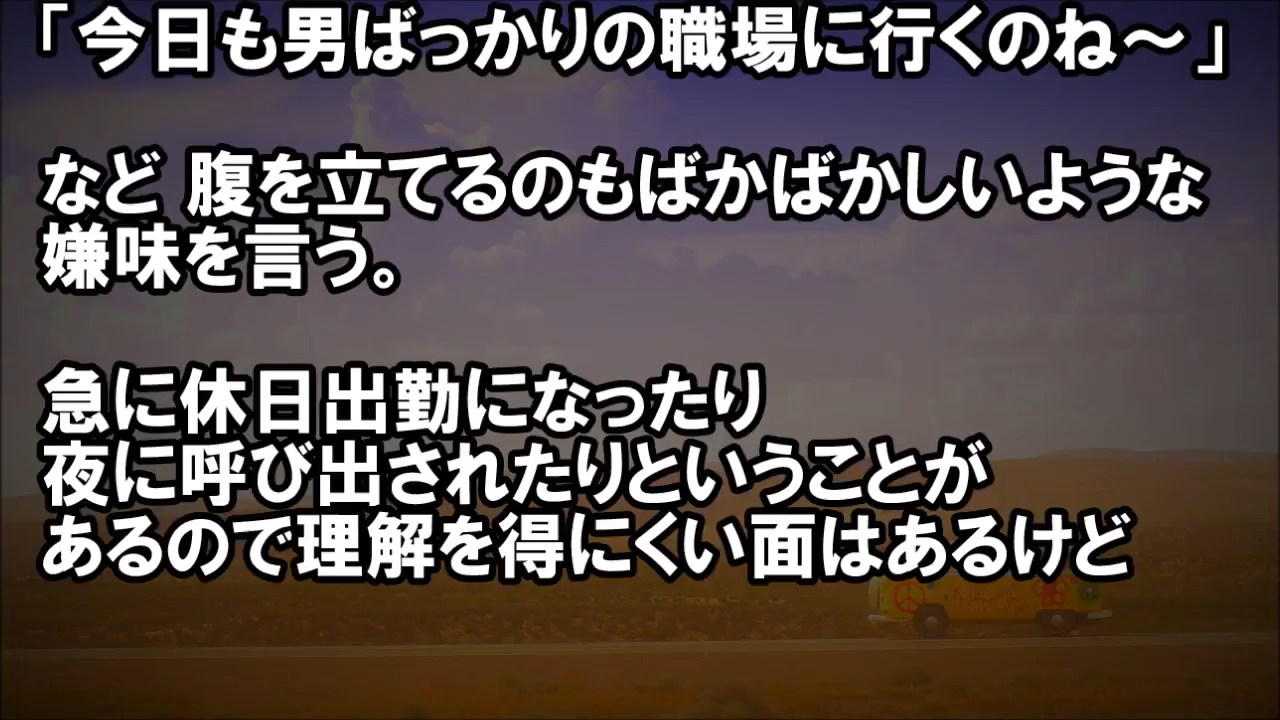 「今日も男ばっかりの職場に行くのね～」
など 腹を立てるのもばかばかしいような
嫌味を言う。
急に休日出勤になったり
夜に呼び出されたりということが
あるので理解を得にくい面はあるけど